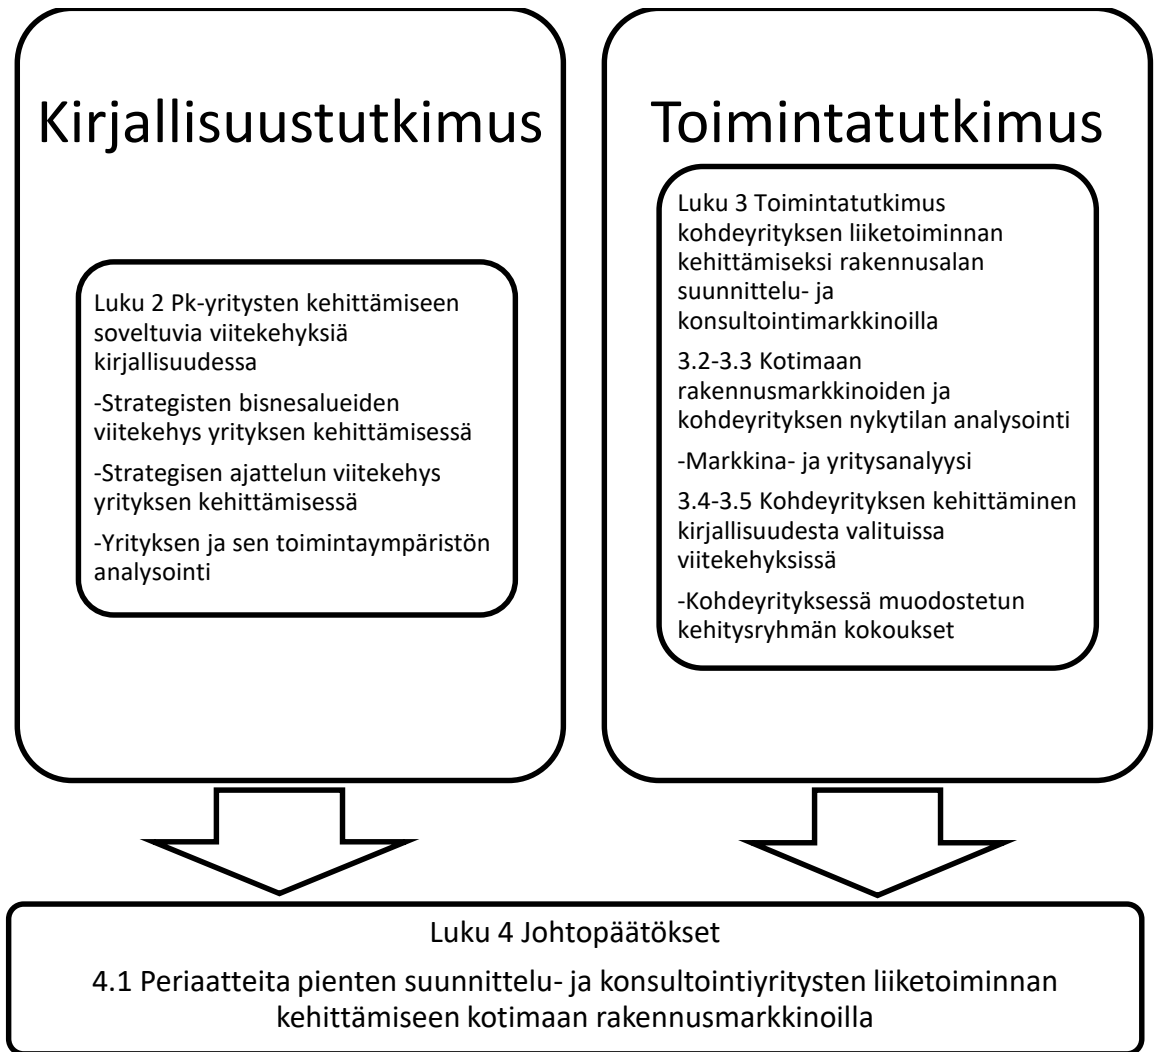 Kirjallisuustutkimus
Luku 2 Pk-yritysten kehittämiseen
soveltuvia viitekehyksiä
kirjallisuudessa
-Strategisten bisnesalueiden
viitekehys yrityksen kehittämisessä
-Strategisen ajattelun viitekehys
yrityksen kehittämisessä
-Yrityksen ja sen toimintaympäristön
analysointi
Toimintatutkimus
Luku 3 Toimintatutkimus
kohdeyrityksen liiketoiminnan
kehittämiseksi rakennusalan
suunnittelu- ja
konsultointimarkkinoilla
3.2-3.3 Kotimaan
rakennusmarkkinoiden ja
kohdeyrityksen nykytilan analysointi
-Markkina- ja yritysanalyysi
3.4-3.5 Kohdeyrityksen kehittäminen
kirjallisuudesta valituissa
viitekehyksissä
-Kohdeyrityksessä muodostetun
kehitysryhmän kokoukset
Luku 4 Johtopäätökset
4.1 Periaatteita pienten suunnittelu- ja konsultointiyritysten liiketoiminnan
kehittämiseen kotimaan rakennusmarkkinoilla